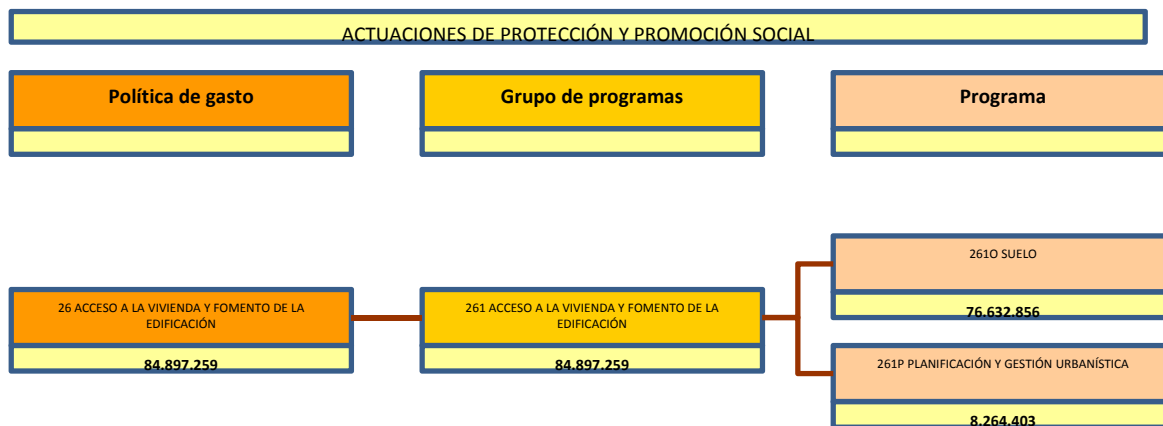 ACTUACIONES DE PROTECCIÓN Y PROMOCIÓN SOCIAL
Política de gasto
Grupo de programas
Programa
261O SUELO
76.632.856
26 ACCESO A LA VIVIENDA Y FOMENTO DE LA
EDIFICACIÓN
84.897.259
261 ACCESO A LA VIVIENDA Y FOMENTO DE LA
EDIFICACIÓN
84.897.259
261P PLANIFICACIÓN Y GESTIÓN URBANÍSTICA
8.264.403